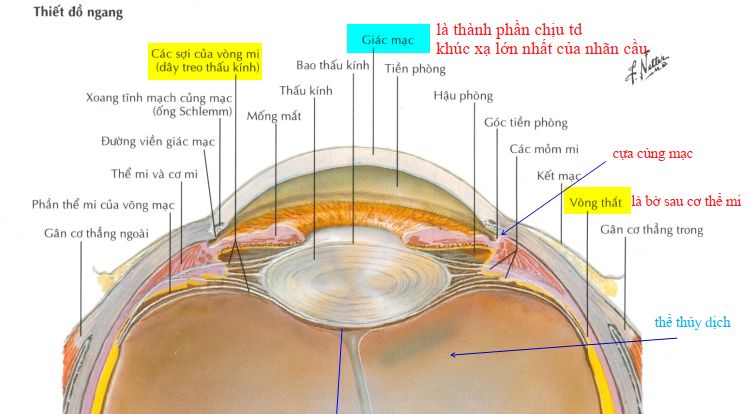 Thiết đồ ngang
là thành phần chịu td
khúc xạ lớn nhất của nhãn cầu
Giác mạc
Các sợi của vòng mi
(dây treo thấu kính)
Bao thấu kính
Tiền phòng
Thấu kính
Hậu phòng
F. Netter
M.D.
Xoang tĩnh mạch củng mạc
(ống Schlemm)
Mống mắt
Góc tiền phòng
Đường viền giác mạc
Các mỏm mi
cựa củng mạc
Thể mi và cơ mi
Kết mạc
Phần thể mi của võng mạc
Vòng thắt
là bờ sau cơ thể mi
Gân cơ thẳng ngoài
Gân cơ thẳng trong
thể thủy dịch